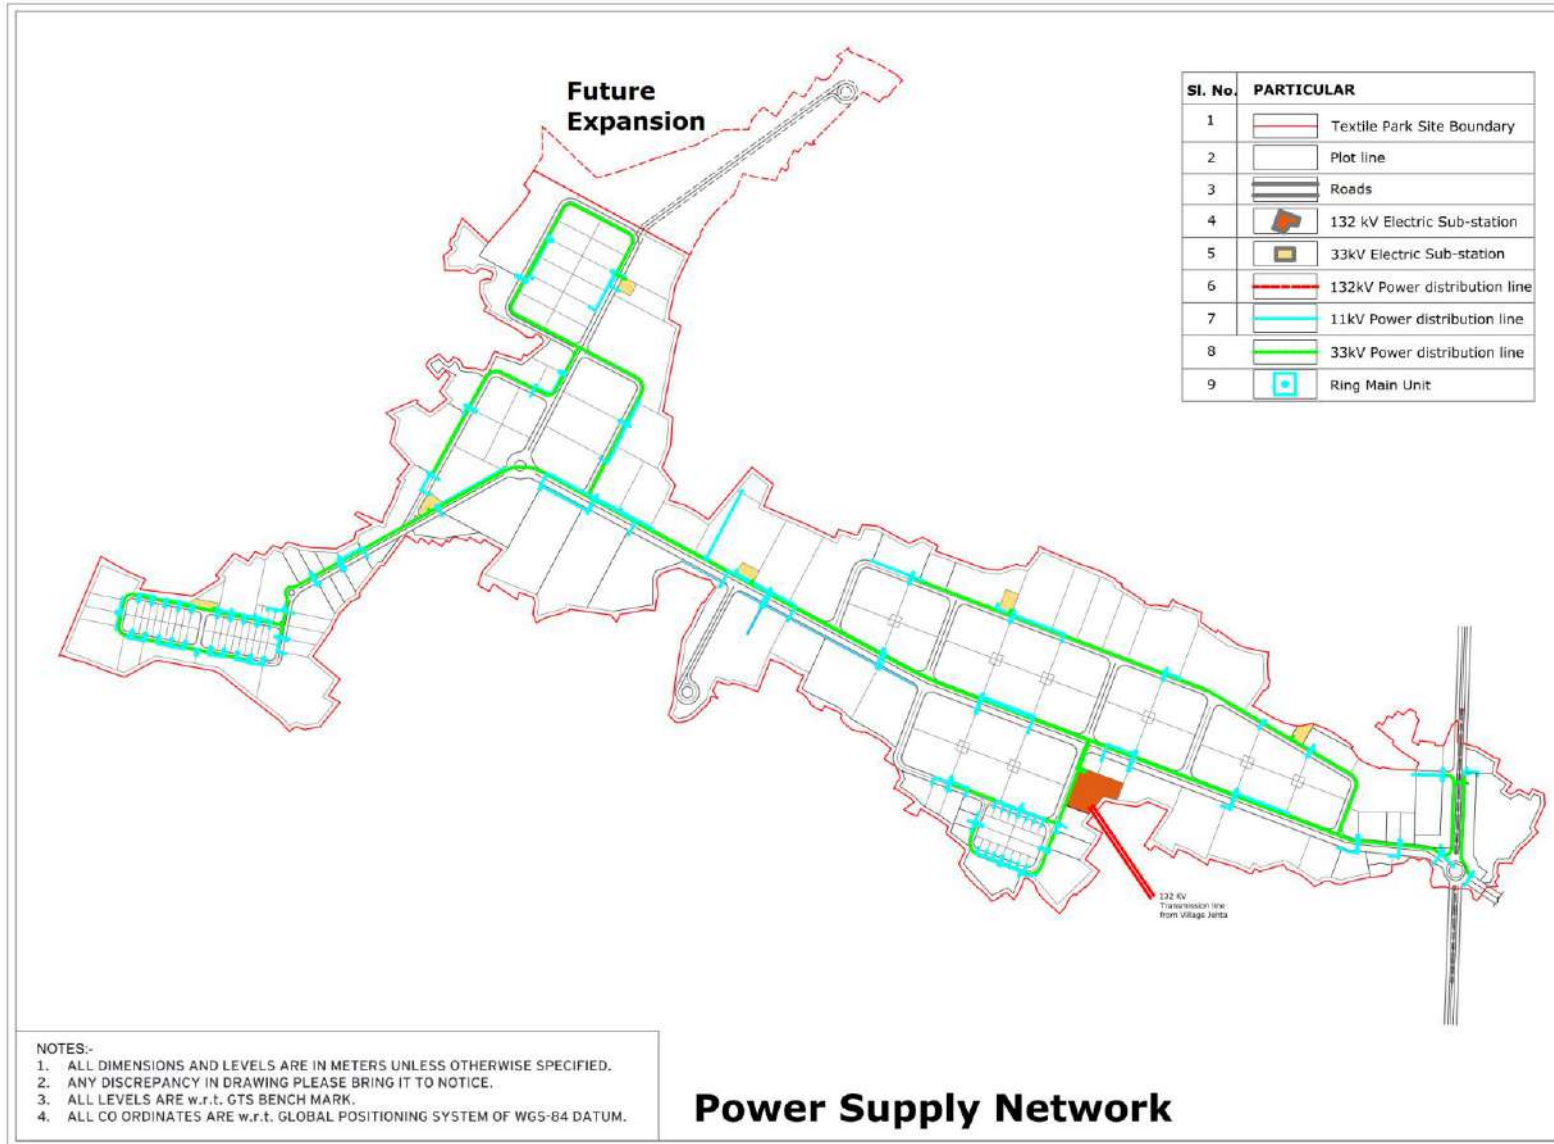 Future
Expansion
Sl. No. PARTICULAR
1 Textile Park Site Boundary
2 Plot line
3 Roads
4 132 kV Electric Sub-station
5 33kV Electric Sub-station
6 132kV Power distribution line
7 11kV Power distribution line
8 33kV Power distribution line
9 Ring Main Unit
132 KV
Transmission line
from Village Jehta
NOTES:-
1. ALL DIMENSIONS AND LEVELS ARE IN METERS UNLESS OTHERWISE SPECIFIED.
2. ANY DISCREPANCY IN DRAWING PLEASE BRING IT TO NOTICE.
3. ALL LEVELS ARE w.r.t. GTS BENCH MARK.
4. ALL CO ORDINATES ARE w.r.t. GLOBAL POSITIONING SYSTEM OF WGS-84 DATUM.
Power Supply Network